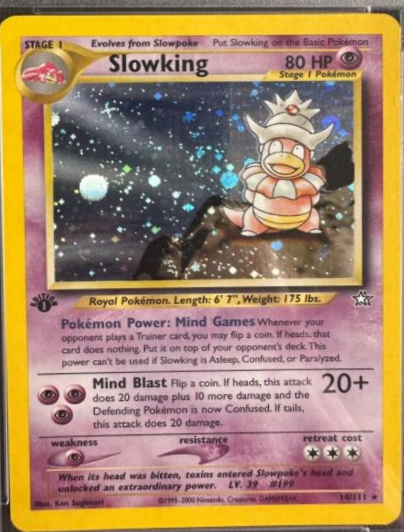 STAGE 1 Evolves from Slowpoke Put Slowking on the Basic Pokémon
Slowking 80 HP
Stage 1 Pokémon
EDITION
1
Royal Pokémon. Length: 6' 7", Weight: 175 lbs.
Pokémon Power: Mind Games Whenever your
opponent plays a Trainer card, you may flip a coin. If heads, that
card does nothing. Put it on top of your opponent's deck. This
power can't be used if Slowking is Asleep, Confused, or Paralyzed.
Mind Blast Flip a coin. If heads, this attack 20+
does 20 damage plus 10 more damage and the
Defending Pokémon is now Confused. If tails,
this attack does 20 damage.
weakness resistance retreat cost
When its head was bitten, toxins entered Slowpoke's head and
unlocked an extraordinary power. LV. 39 #199
Illus. Ken Sugimori ©1995-2000 Nintendo, Creatures, GAMEFREAK. 14/111 ★